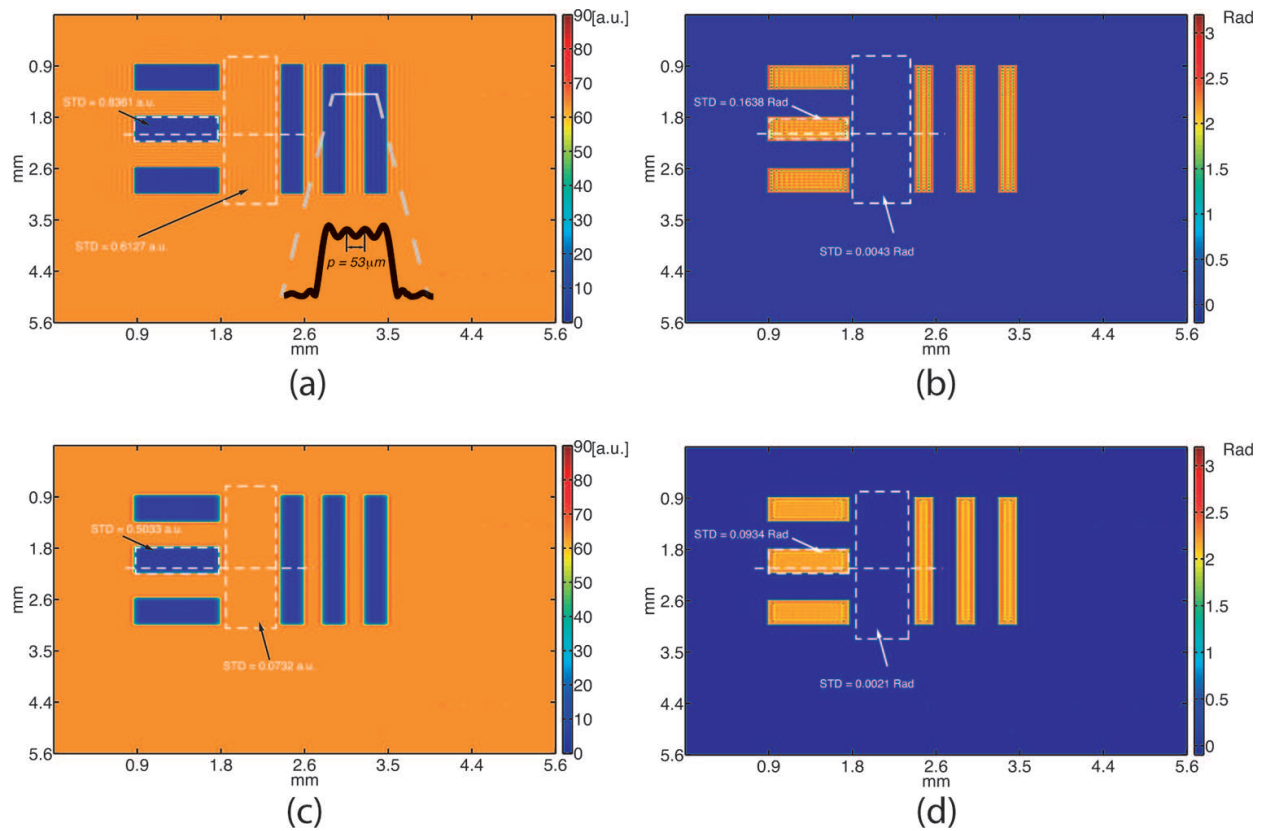 90 [a.u.]
80
70
60
50
40
30
20
10
0
0.9
1.8
2.6
3.5
4.4
5.6
mm
STD = 0.8361 a.u.
STD = 0.6127 a.u.
p = 53μm
0.9 1.8 2.6 3.5 4.4 5.6
mm
(a)
Rad
3
2.5
2
1.5
1
0.5
0
0.9
1.8
2.6
3.5
4.4
5.6
mm
STD = 0.1638 Rad
STD = 0.0043 Rad
0.9 1.8 2.6 3.5 4.4 5.6
mm
(b)
90 [a.u.]
80
70
60
50
40
30
20
10
0
0.9
1.8
2.6
3.5
4.4
5.6
mm
STD = 0.5033 a.u.
STD = 0.0732 a.u.
0.9 1.8 2.6 3.5 4.4 5.6
mm
(c)
Rad
3
2.5
2
1.5
1
0.5
0
0.9
1.8
2.6
3.5
4.4
5.6
mm
STD = 0.0934 Rad
STD = 0.0021 Rad
0.9 1.8 2.6 3.5 4.4 5.6
mm
(d)